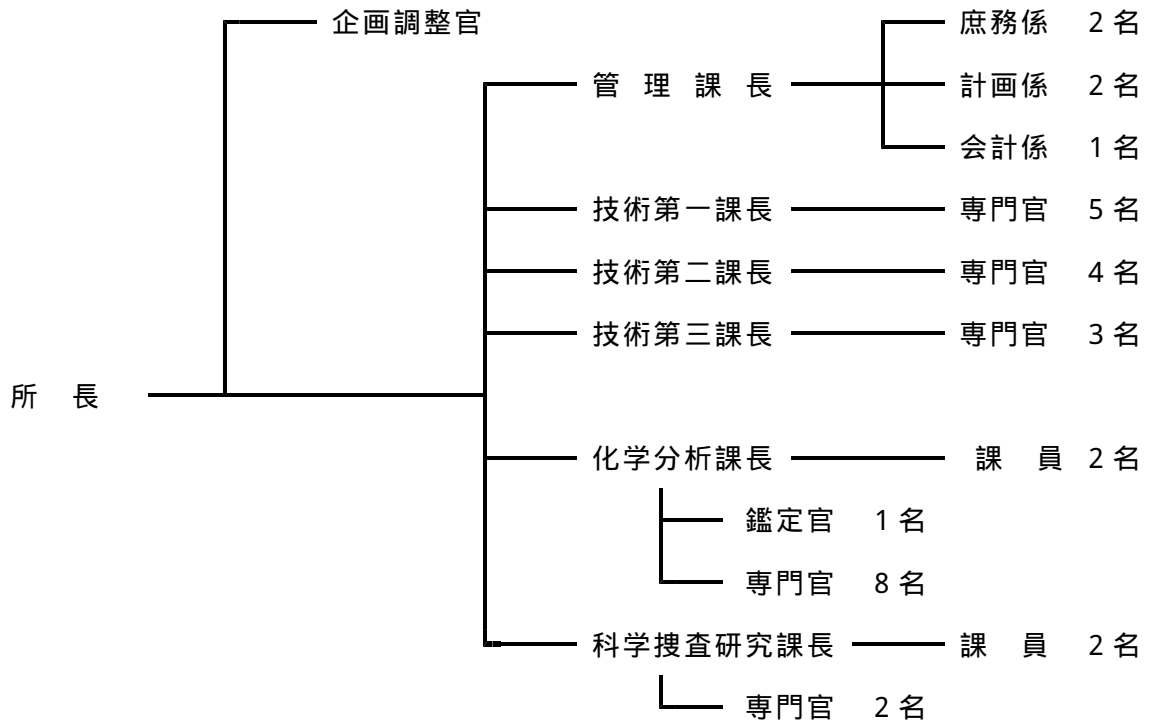 企画調整官
庶務係 2名
管理課長
計画係 2名
会計係 1名
技術第一課長
専門官 5名
技術第二課長
専門官 4名
技術第三課長
専門官 3名
所長
化学分析課長
課員 2名
鑑定官 1名
専門官 8名
科学捜査研究課長
課員 2名
専門官 2名